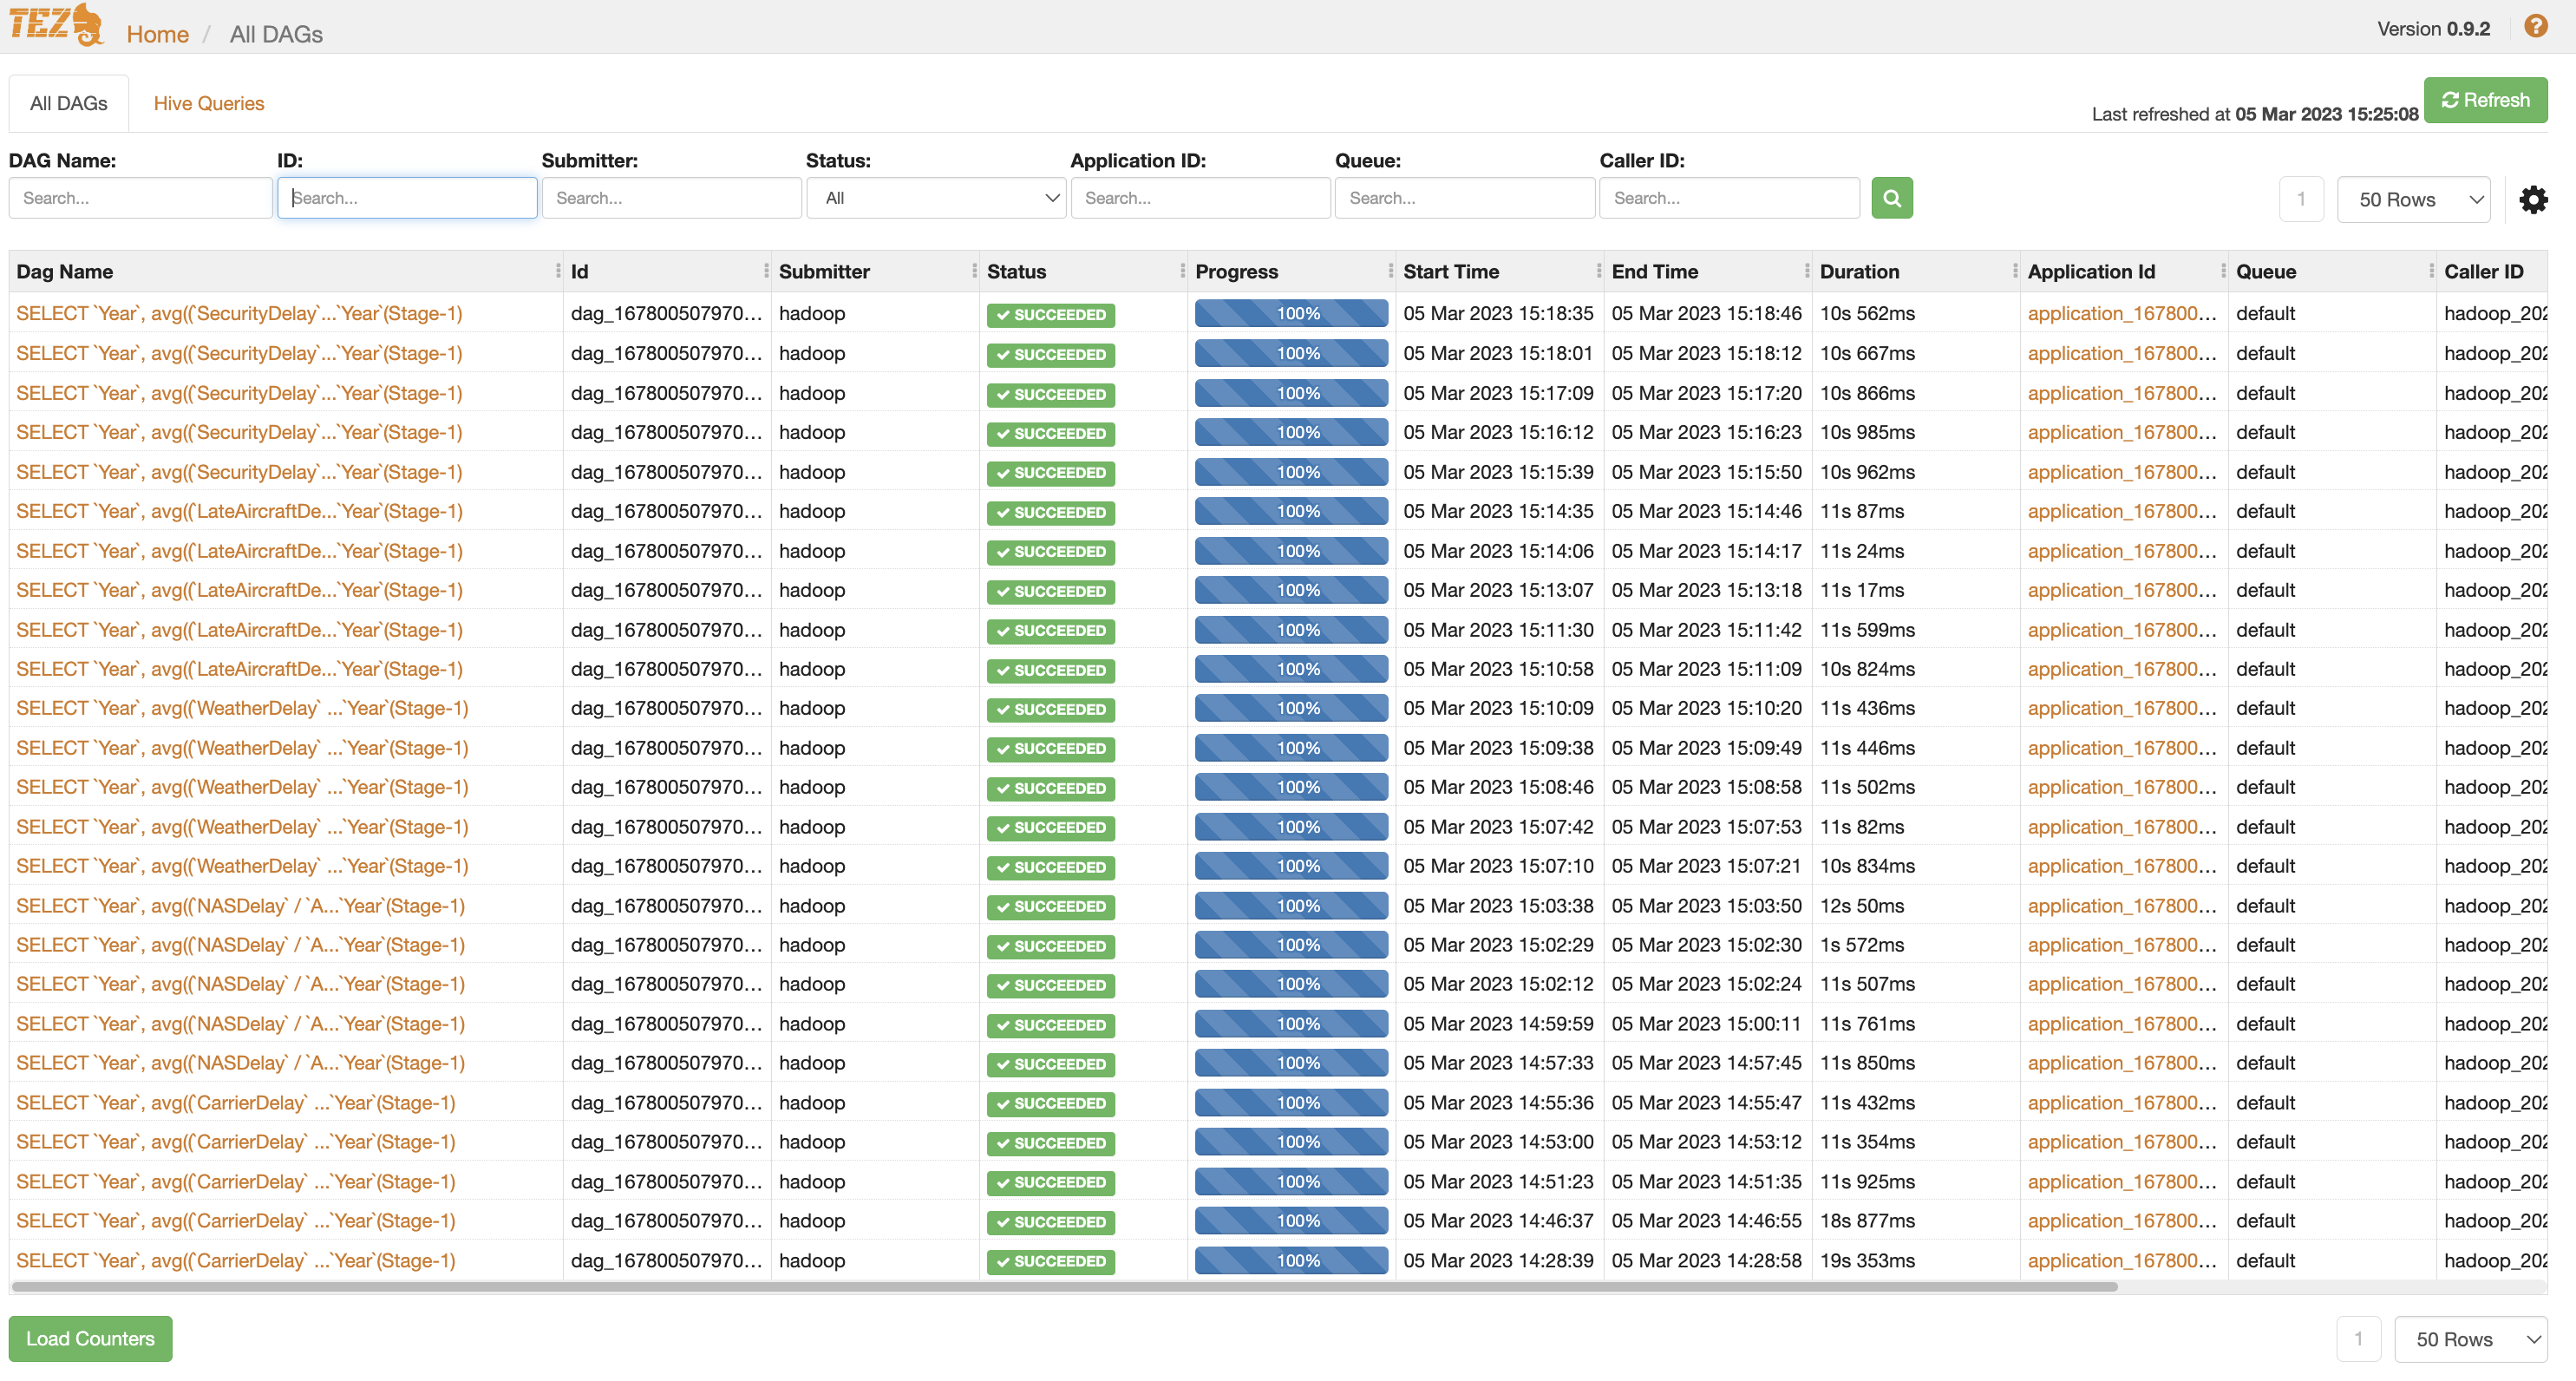 TEZ Home / All DAGs Version 0.9.2 ?
All DAGs Hive Queries Last refreshed at 05 Mar 2023 15:25:08 Refresh
DAG Name: ID: Submitter: Status: Application ID: Queue: Caller ID:
Search... Search... Search... All Search... Search... Search... 1 50 Rows
Dag Name Id Submitter Status Progress Start Time End Time Duration Application Id Queue Caller ID
SELECT `Year`, avg((`SecurityDelay`...`Year`(Stage-1) dag_167800507970... hadoop SUCCEEDED 100% 05 Mar 2023 15:18:35 05 Mar 2023 15:18:46 10s 562ms application_167800... default hadoop_202
SELECT `Year`, avg((`SecurityDelay`...`Year`(Stage-1) dag_167800507970... hadoop SUCCEEDED 100% 05 Mar 2023 15:18:01 05 Mar 2023 15:18:12 10s 667ms application_167800... default hadoop_202
SELECT `Year`, avg((`SecurityDelay`...`Year`(Stage-1) dag_167800507970... hadoop SUCCEEDED 100% 05 Mar 2023 15:17:09 05 Mar 2023 15:17:20 10s 866ms application_167800... default hadoop_202
SELECT `Year`, avg((`SecurityDelay`...`Year`(Stage-1) dag_167800507970... hadoop SUCCEEDED 100% 05 Mar 2023 15:16:12 05 Mar 2023 15:16:23 10s 985ms application_167800... default hadoop_202
SELECT `Year`, avg((`SecurityDelay`...`Year`(Stage-1) dag_167800507970... hadoop SUCCEEDED 100% 05 Mar 2023 15:15:39 05 Mar 2023 15:15:50 10s 962ms application_167800... default hadoop_202
SELECT `Year`, avg((`LateAircraftDe...`Year`(Stage-1) dag_167800507970... hadoop SUCCEEDED 100% 05 Mar 2023 15:14:35 05 Mar 2023 15:14:46 11s 87ms application_167800... default hadoop_202
SELECT `Year`, avg((`LateAircraftDe...`Year`(Stage-1) dag_167800507970... hadoop SUCCEEDED 100% 05 Mar 2023 15:14:06 05 Mar 2023 15:14:17 11s 24ms application_167800... default hadoop_202
SELECT `Year`, avg((`LateAircraftDe...`Year`(Stage-1) dag_167800507970... hadoop SUCCEEDED 100% 05 Mar 2023 15:13:07 05 Mar 2023 15:13:18 11s 17ms application_167800... default hadoop_202
SELECT `Year`, avg((`LateAircraftDe...`Year`(Stage-1) dag_167800507970... hadoop SUCCEEDED 100% 05 Mar 2023 15:11:30 05 Mar 2023 15:11:42 11s 599ms application_167800... default hadoop_202
SELECT `Year`, avg((`LateAircraftDe...`Year`(Stage-1) dag_167800507970... hadoop SUCCEEDED 100% 05 Mar 2023 15:10:58 05 Mar 2023 15:11:09 10s 824ms application_167800... default hadoop_202
SELECT `Year`, avg((`WeatherDelay` ...`Year`(Stage-1) dag_167800507970... hadoop SUCCEEDED 100% 05 Mar 2023 15:10:09 05 Mar 2023 15:10:20 11s 436ms application_167800... default hadoop_202
SELECT `Year`, avg((`WeatherDelay` ...`Year`(Stage-1) dag_167800507970... hadoop SUCCEEDED 100% 05 Mar 2023 15:09:38 05 Mar 2023 15:09:49 11s 446ms application_167800... default hadoop_202
SELECT `Year`, avg((`WeatherDelay` ...`Year`(Stage-1) dag_167800507970... hadoop SUCCEEDED 100% 05 Mar 2023 15:08:46 05 Mar 2023 15:08:58 11s 502ms application_167800... default hadoop_202
SELECT `Year`, avg((`WeatherDelay` ...`Year`(Stage-1) dag_167800507970... hadoop SUCCEEDED 100% 05 Mar 2023 15:07:42 05 Mar 2023 15:07:53 11s 82ms application_167800... default hadoop_202
SELECT `Year`, avg((`WeatherDelay` ...`Year`(Stage-1) dag_167800507970... hadoop SUCCEEDED 100% 05 Mar 2023 15:07:10 05 Mar 2023 15:07:21 10s 834ms application_167800... default hadoop_202
SELECT `Year`, avg((`NASDelay` / `A...`Year`(Stage-1) dag_167800507970... hadoop SUCCEEDED 100% 05 Mar 2023 15:03:38 05 Mar 2023 15:03:50 12s 50ms application_167800... default hadoop_202
SELECT `Year`, avg((`NASDelay` / `A...`Year`(Stage-1) dag_167800507970... hadoop SUCCEEDED 100% 05 Mar 2023 15:02:29 05 Mar 2023 15:02:30 1s 572ms application_167800... default hadoop_202
SELECT `Year`, avg((`NASDelay` / `A...`Year`(Stage-1) dag_167800507970... hadoop SUCCEEDED 100% 05 Mar 2023 15:02:12 05 Mar 2023 15:02:24 11s 507ms application_167800... default hadoop_202
SELECT `Year`, avg((`NASDelay` / `A...`Year`(Stage-1) dag_167800507970... hadoop SUCCEEDED 100% 05 Mar 2023 14:59:59 05 Mar 2023 15:00:11 11s 761ms application_167800... default hadoop_202
SELECT `Year`, avg((`NASDelay` / `A...`Year`(Stage-1) dag_167800507970... hadoop SUCCEEDED 100% 05 Mar 2023 14:57:33 05 Mar 2023 14:57:45 11s 850ms application_167800... default hadoop_202
SELECT `Year`, avg((`CarrierDelay` ...`Year`(Stage-1) dag_167800507970... hadoop SUCCEEDED 100% 05 Mar 2023 14:55:36 05 Mar 2023 14:55:47 11s 432ms application_167800... default hadoop_202
SELECT `Year`, avg((`CarrierDelay` ...`Year`(Stage-1) dag_167800507970... hadoop SUCCEEDED 100% 05 Mar 2023 14:53:00 05 Mar 2023 14:53:12 11s 354ms application_167800... default hadoop_202
SELECT `Year`, avg((`CarrierDelay` ...`Year`(Stage-1) dag_167800507970... hadoop SUCCEEDED 100% 05 Mar 2023 14:51:23 05 Mar 2023 14:51:35 11s 925ms application_167800... default hadoop_202
SELECT `Year`, avg((`CarrierDelay` ...`Year`(Stage-1) dag_167800507970... hadoop SUCCEEDED 100% 05 Mar 2023 14:46:37 05 Mar 2023 14:46:55 18s 877ms application_167800... default hadoop_202
SELECT `Year`, avg((`CarrierDelay` ...`Year`(Stage-1) dag_167800507970... hadoop SUCCEEDED 100% 05 Mar 2023 14:28:39 05 Mar 2023 14:28:58 19s 353ms application_167800... default hadoop_202
Load Counters 1 50 Rows